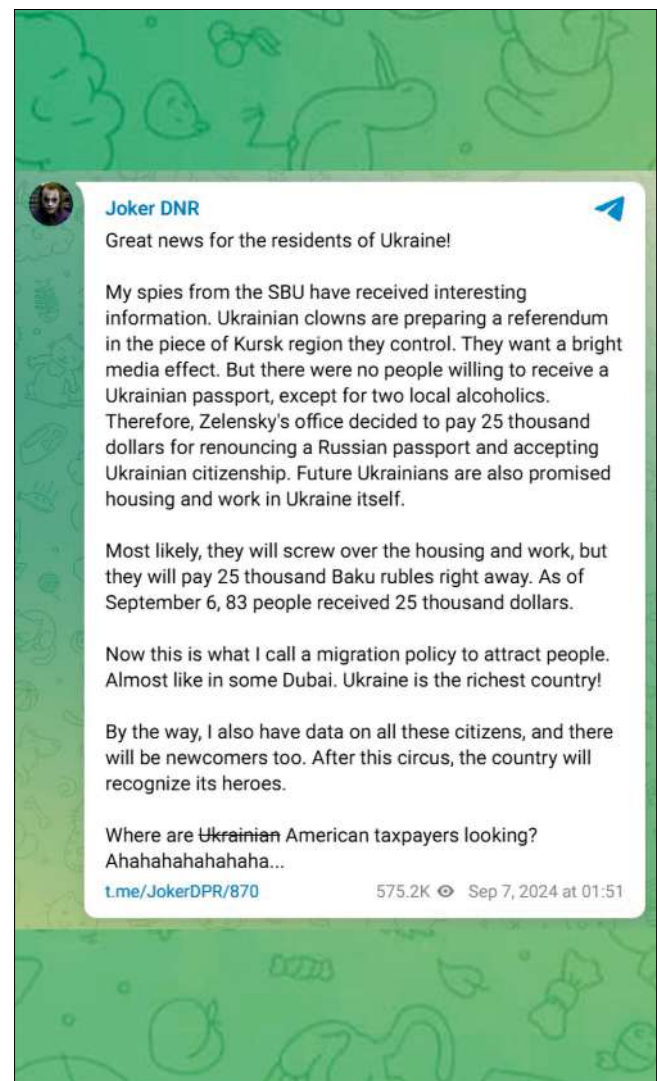 Joker DNR
Great news for the residents of Ukraine!
My spies from the SBU have received interesting
information. Ukrainian clowns are preparing a referendum
in the piece of Kursk region they control. They want a bright
media effect. But there were no people willing to receive a
Ukrainian passport, except for two local alcoholics.
Therefore, Zelensky's office decided to pay 25 thousand
dollars for renouncing a Russian passport and accepting
Ukrainian citizenship. Future Ukrainians are also promised
housing and work in Ukraine itself.
Most likely, they will screw over the housing and work, but
they will pay 25 thousand Baku rubles right away. As of
September 6, 83 people received 25 thousand dollars.
Now this is what I call a migration policy to attract people.
Almost like in some Dubai. Ukraine is the richest country!
By the way, I also have data on all these citizens, and there
will be newcomers too. After this circus, the country will
recognize its heroes.
Where are Ukrainian American taxpayers looking?
Ahahahahahahaha...
t.me/JokerDPR/870 575.2K Sep 7, 2024 at 01:51